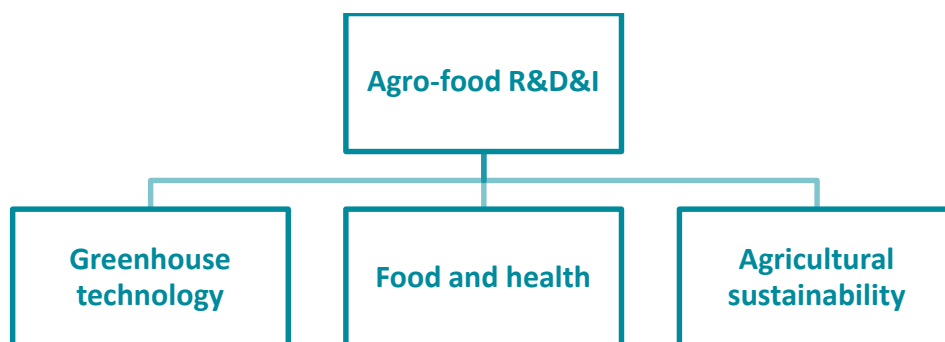 Agro-food R&D&I
Greenhouse
technology
Food and health
Agricultural
sustainability